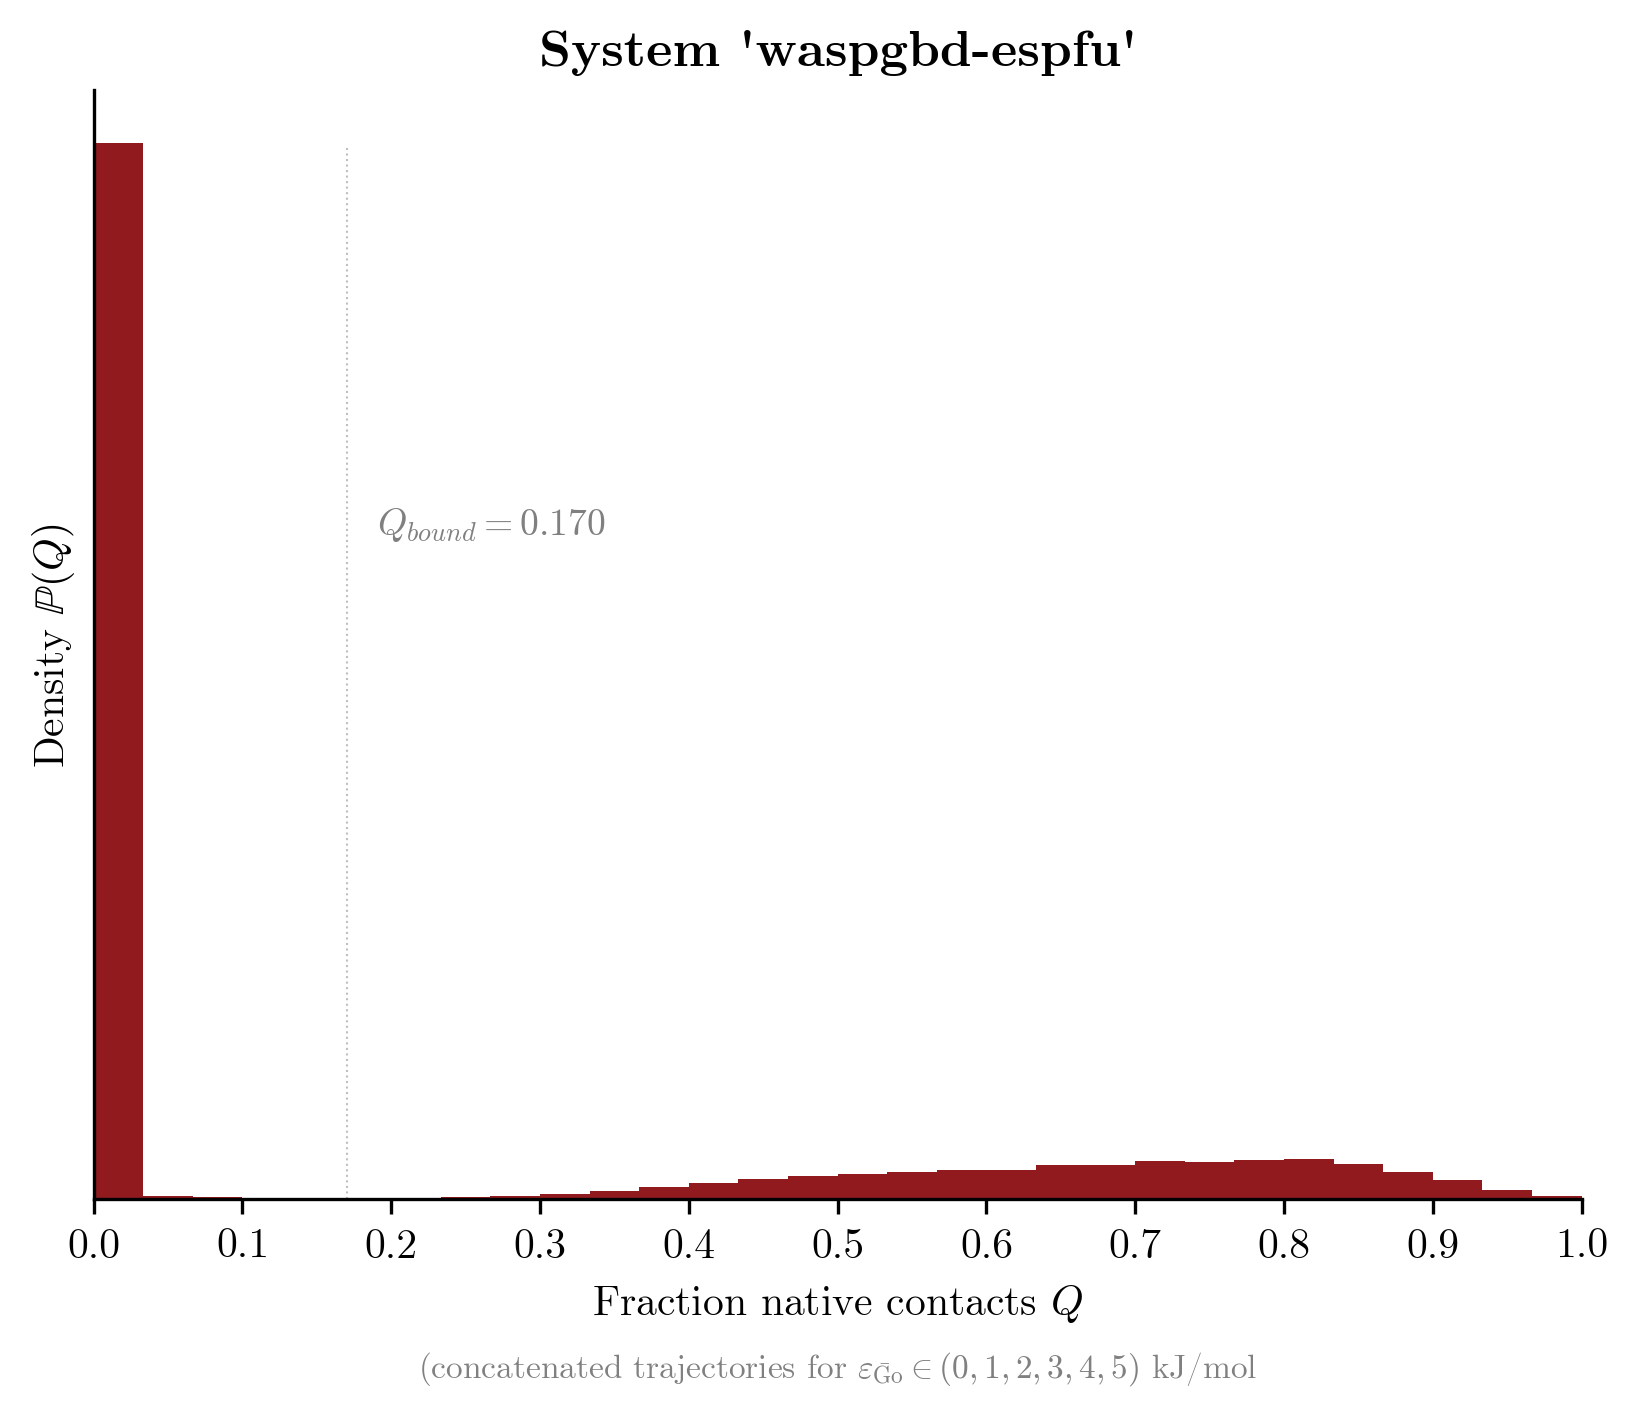 System 'waspgbd-espfu'
Density ℙ(Q)
Q_bound = 0.170
0.0 0.1 0.2 0.3 0.4 0.5 0.6 0.7 0.8 0.9 1.0
Fraction native contacts Q
(concatenated trajectories for ε_Ḡo ∈ (0, 1, 2, 3, 4, 5) kJ/mol